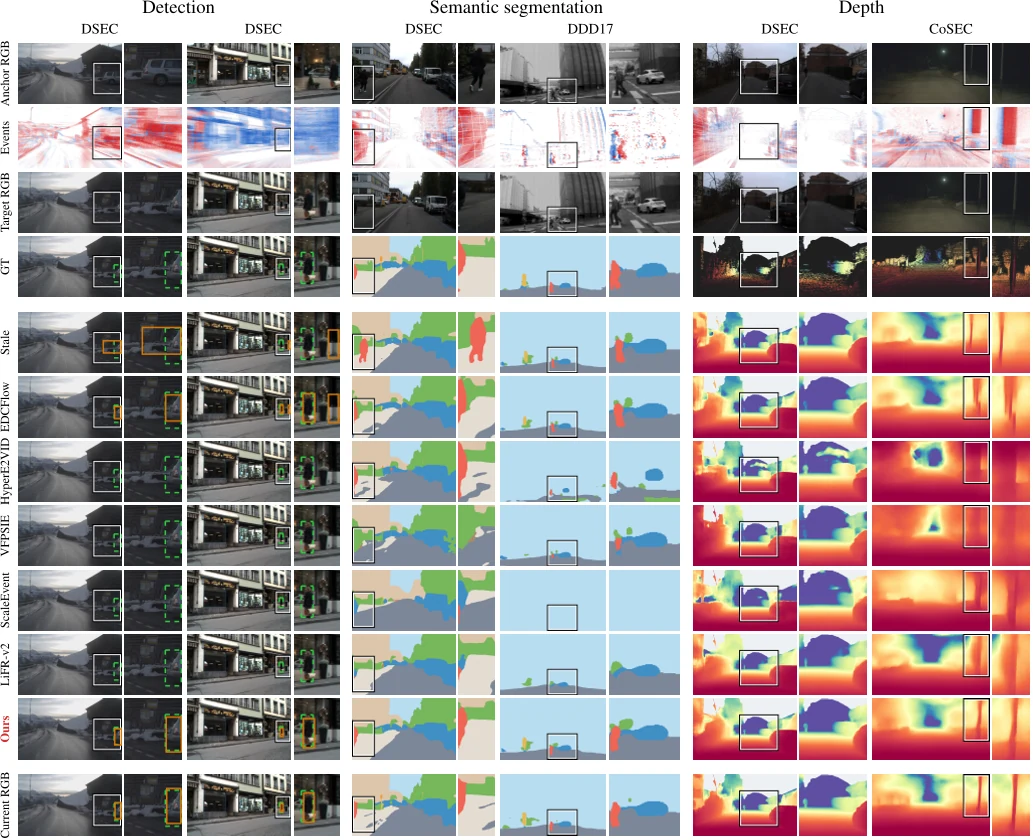 Detection Semantic segmentation Depth
DSEC DSEC DSEC DDD17 DSEC CoSEC
Anchor RGB
Events
Target RGB
GT
Stale
EDCFlow
HyperE2VID
VFPSIE
ScaleEvent
LiFR-v2
Ours
Current RGB